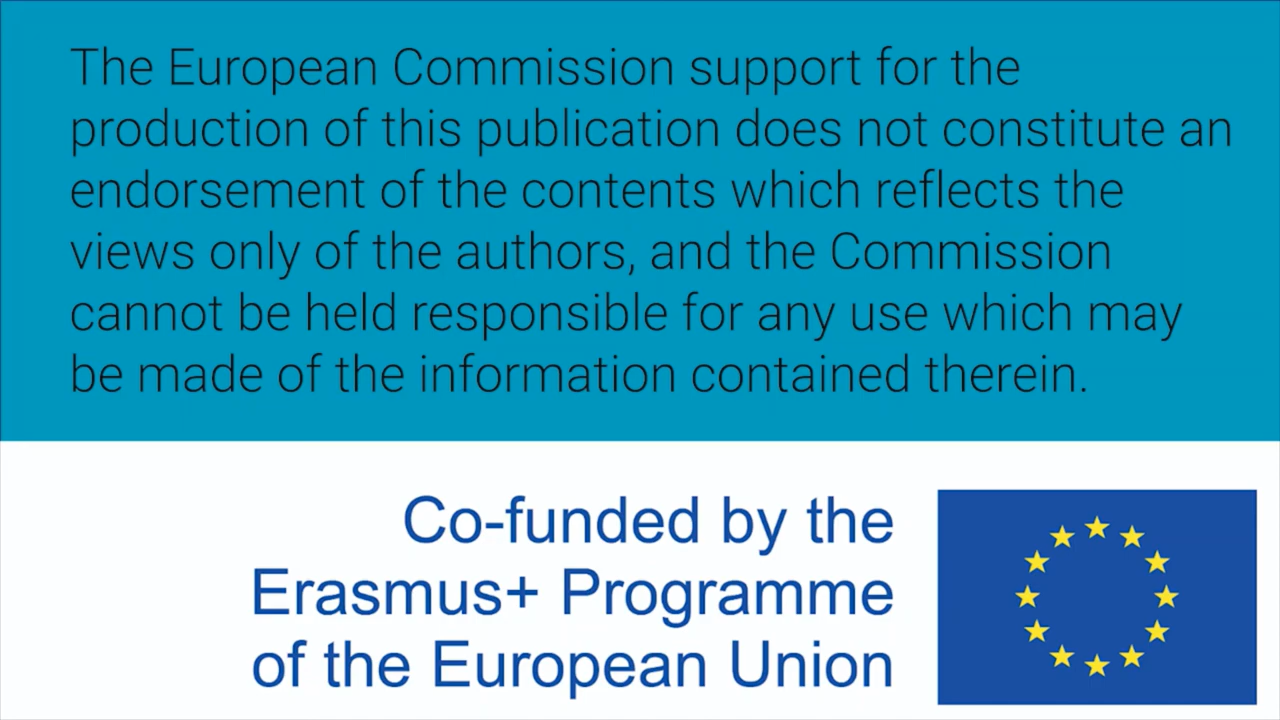 The European Commission support for the
production of this publication does not constitute an
endorsement of the contents which reflects the
views only of the authors, and the Commission
cannot be held responsible for any use which may
be made of the information contained therein.
Co-funded by the
Erasmus+ Programme
of the European Union